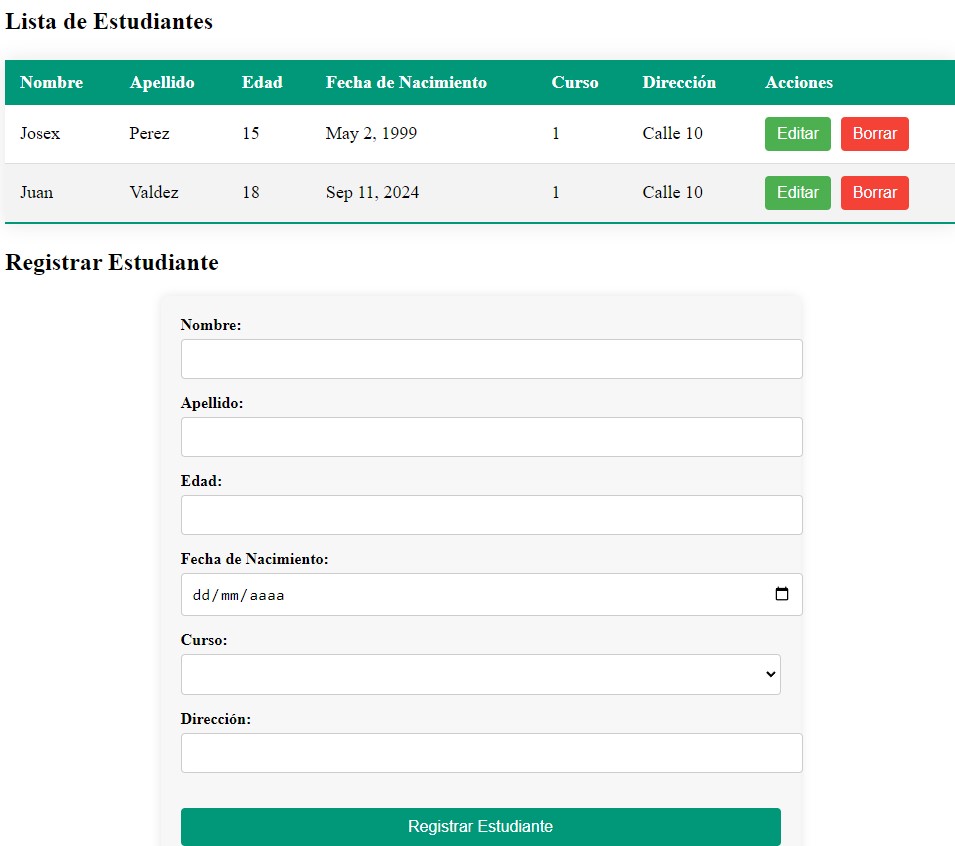 Lista de Estudiantes
Nombre Apellido Edad Fecha de Nacimiento Curso Dirección Acciones
Josex Perez 15 May 2, 1999 1 Calle 10 Editar Borrar
Juan Valdez 18 Sep 11, 2024 1 Calle 10 Editar Borrar
Registrar Estudiante
Nombre:
Apellido:
Edad:
Fecha de Nacimiento:
dd/mm/aaaa
Curso:
Dirección:
Registrar Estudiante